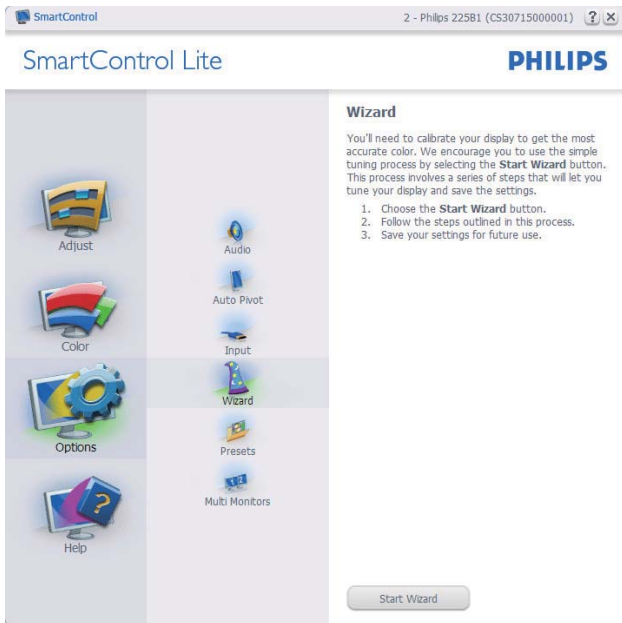 SmartControl
2 - Philips 225B1 (CS30715000001)
?
SmartControl Lite
PHILIPS
Adjust
Color
Options
Help
Audio
Auto Pivot
Input
Wizard
Presets
1 2
Multi Monitors
Wizard
You'll need to calibrate your display to get the most
accurate color. We encourage you to use the simple
tuning process by selecting the Start Wizard button.
This process involves a series of steps that will let you
tune your display and save the settings.
1. Choose the Start Wizard button.
2. Follow the steps outlined in this process.
3. Save your settings for future use.
Start Wizard